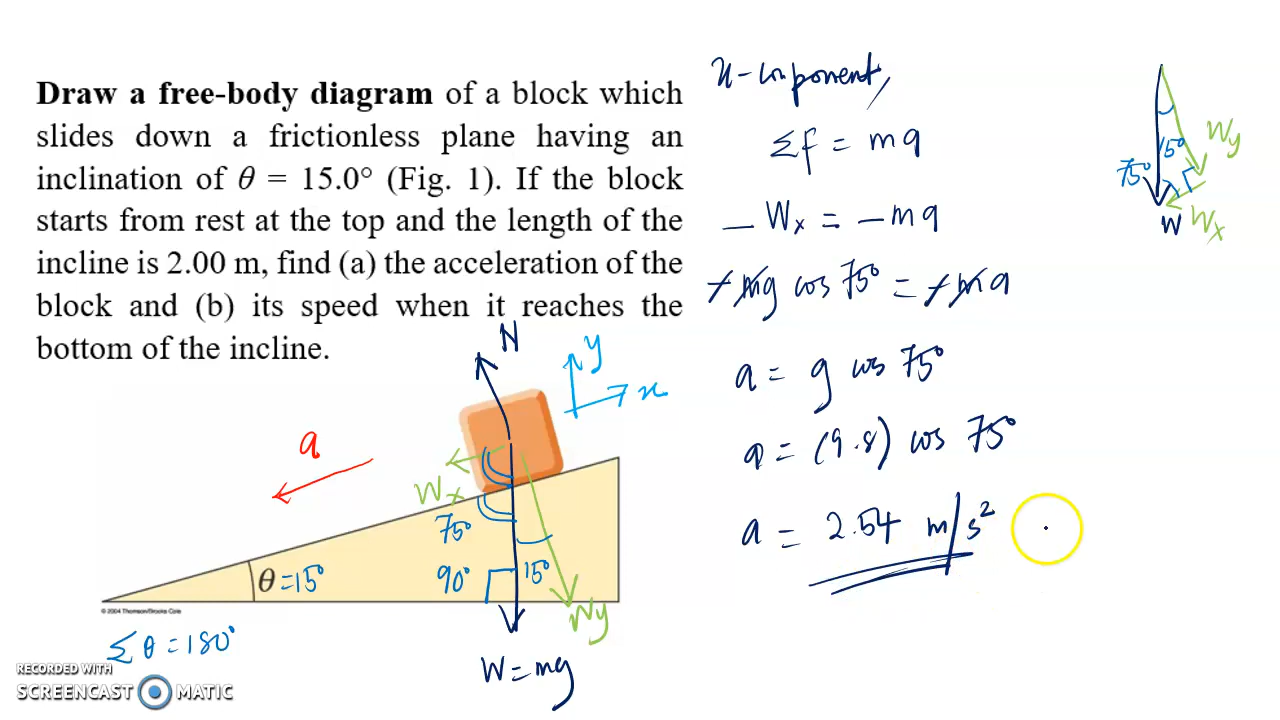 Draw a free-body diagram of a block which
slides down a frictionless plane having an
inclination of θ = 15.0° (Fig. 1). If the block
starts from rest at the top and the length of the
incline is 2.00 m, find (a) the acceleration of the
block and (b) its speed when it reaches the
bottom of the incline.
N
y
x
a
Wx
75°
θ =15°
90°
15°
Wy
© 2004 Thomson/Brooks Cole
Σ θ = 180°
W = mg
x-component,
Σf = ma
– Wx = – ma
– mg cos 75° = – ma
a = g cos 75°
a = (9.8) cos 75°
a = 2.54 m/s²
15°
Wy
75°
W
Wx
RECORDED WITH
SCREENCAST MATIC